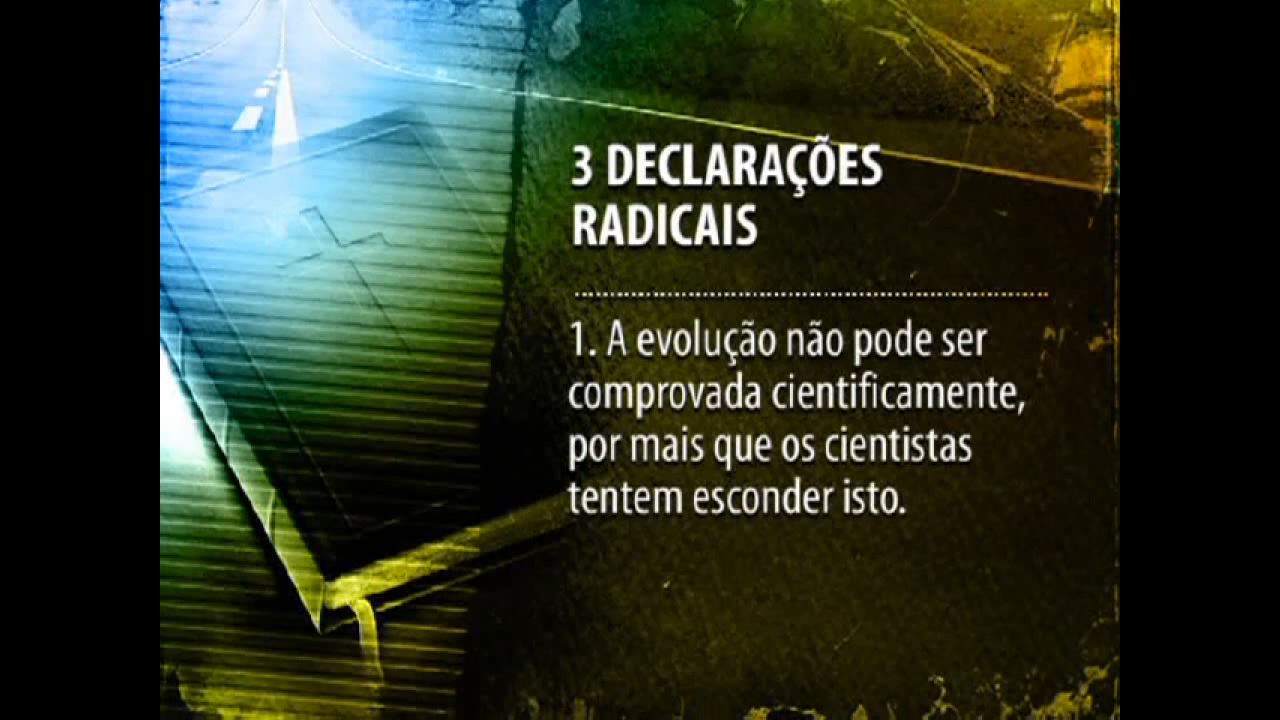 3 DECLARAÇÕES
RADICAIS
1. A evolução não pode ser
comprovada cientificamente,
por mais que os cientistas
tentem esconder isto.